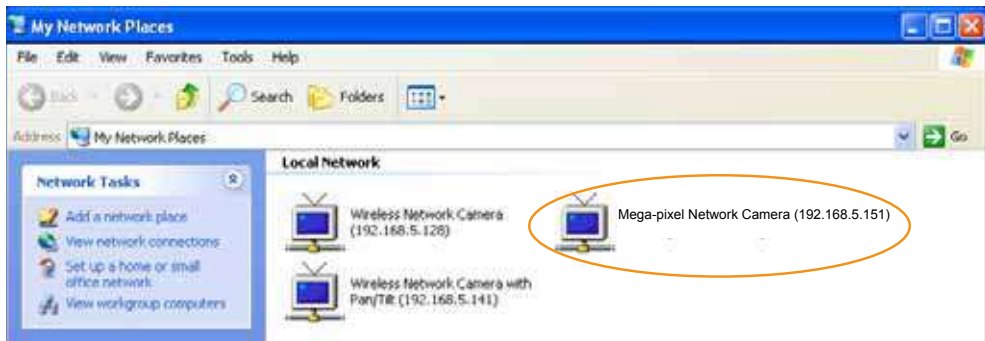 My Network Places
File Edit View Favorites Tools Help
Back Search Folders
Address My Network Places Go
Local Network
Network Tasks
Add a network place
View network connections
Set up a home or small
office network
View workgroup computers
Wireless Network Camera
(192.168.5.128)
Mega-pixel Network Camera (192.168.5.151)
Wireless Network Camera with
Pan/Tilt (192.168.5.141)